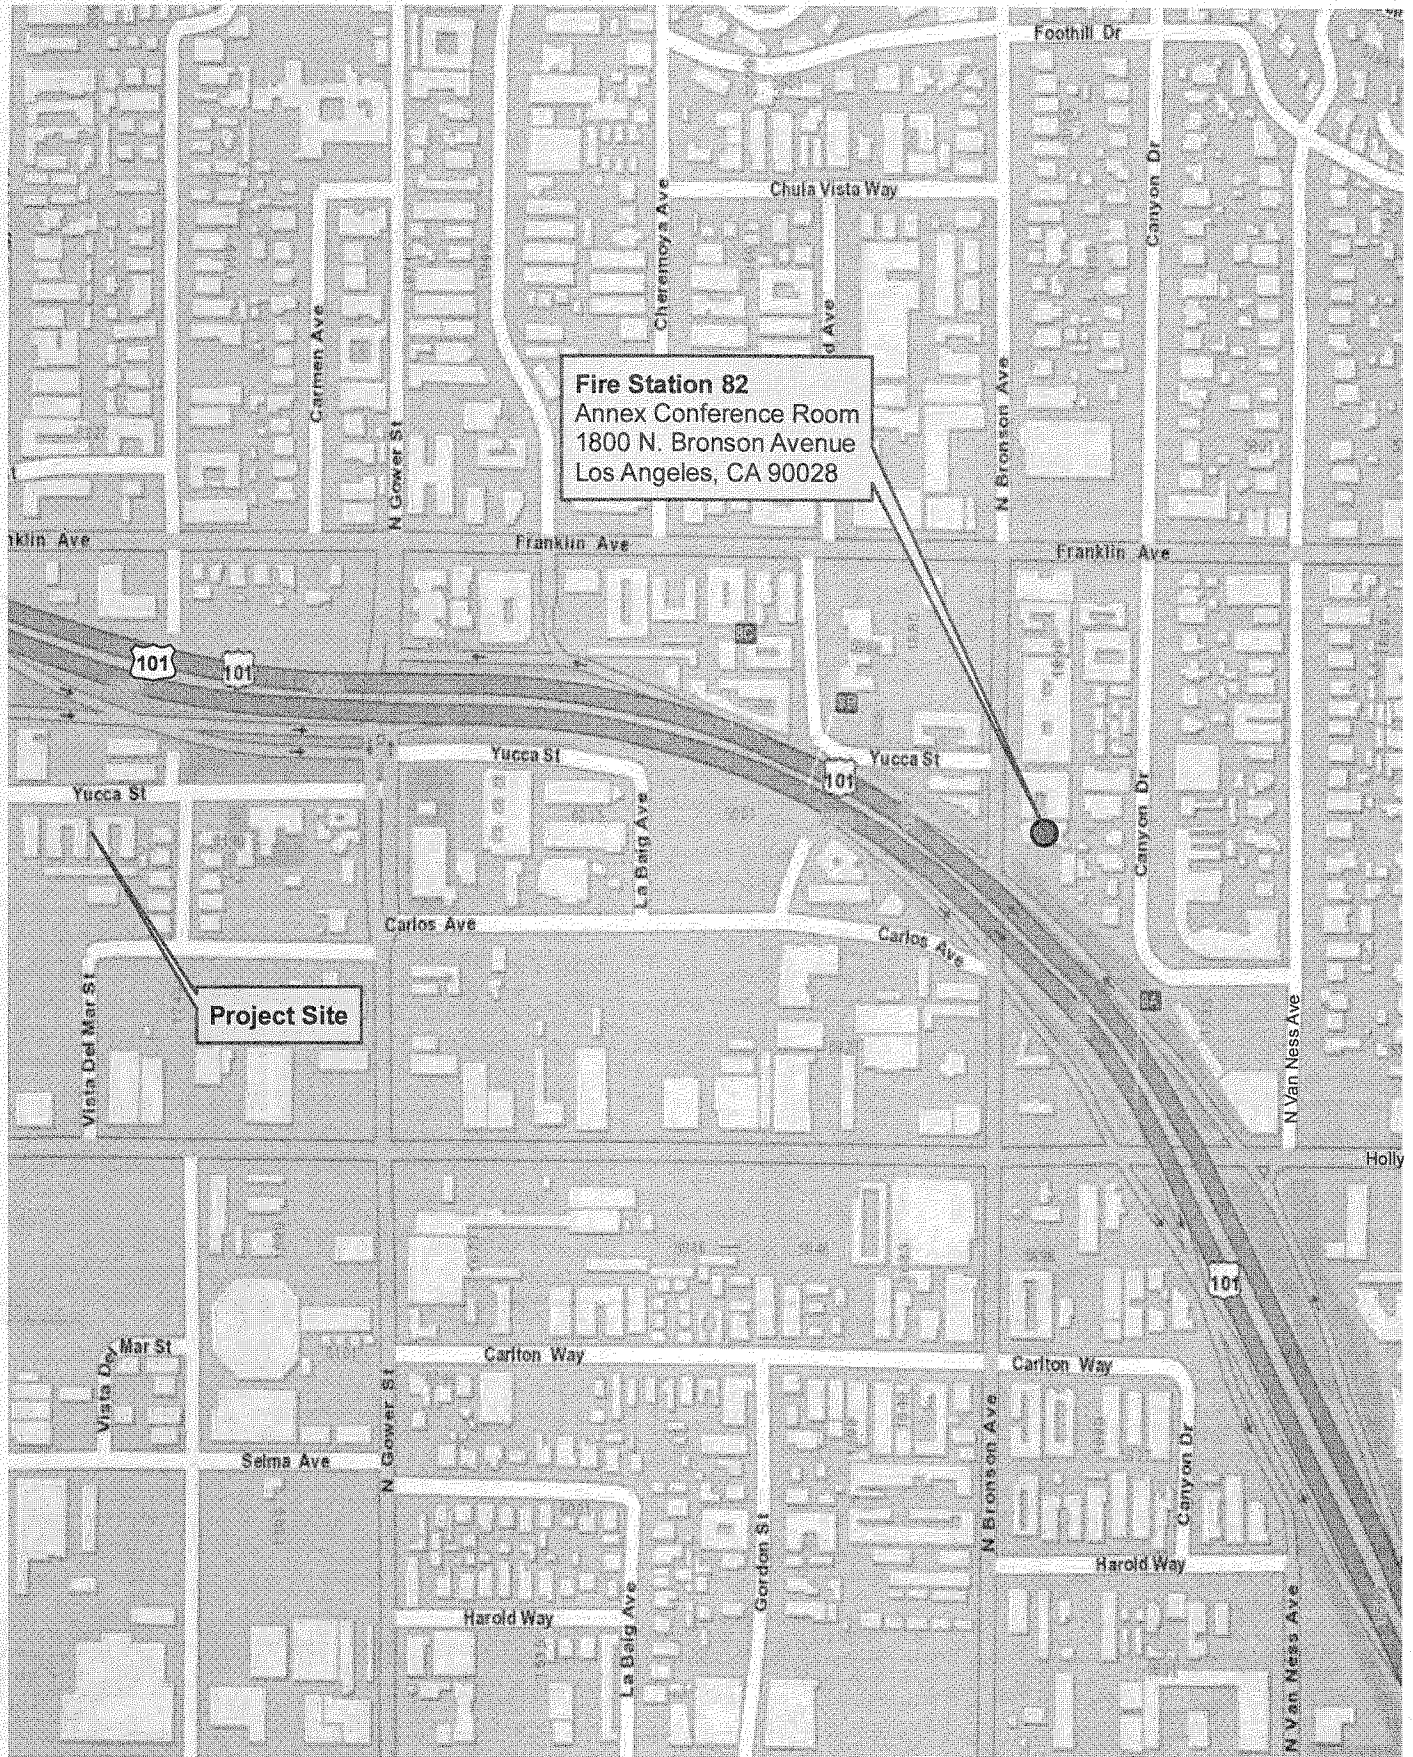 Foothill Dr
Chula Vista Way
Canyon Dr
Cheremoya Ave
Carmen Ave
d Ave
N Gower St
N Bronson Ave
Fire Station 82
Annex Conference Room
1800 N. Bronson Avenue
Los Angeles, CA 90028
nklin Ave
Franklin Ave
Franklin Ave
101
101
Yucca St
Yucca St
101
Yucca St
La Baig Ave
Canyon Dr
Carlos Ave
Carlos Ave
Project Site
Vista Del Mar St
N Van Ness Ave
Holly
101
Mar St
Vista Del
Carlton Way
Carlton Way
N Gower St
N Bronson Ave
Canyon Dr
Selma Ave
Gordon St
Harold Way
Harold Way
La Baig Ave
N Van Ness Ave